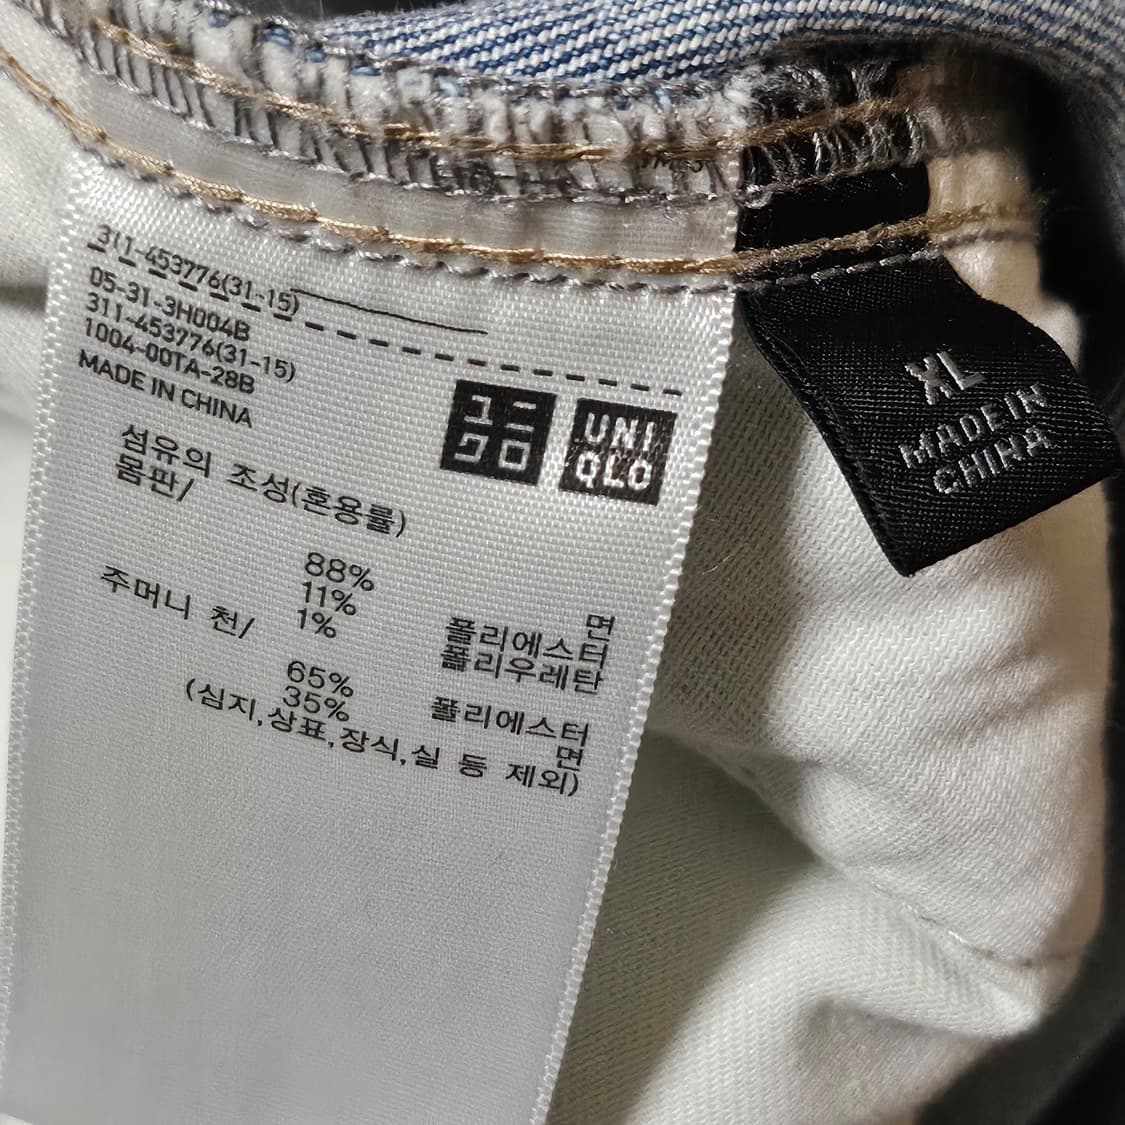 311-453776(31-15)
05-31-3H004B
311-453776(31-15)
1004-00TA-28B
MADE IN CHINA
ユニ
クロ
UNI
QLO
섬유의 조성(혼용률)
몸판/
88% 면
11% 폴리에스터
1% 폴리우레탄
주머니 천/
65% 폴리에스터
35% 면
(심지,상표,장식,실 등 제외)
XL
MADE IN
CHINA